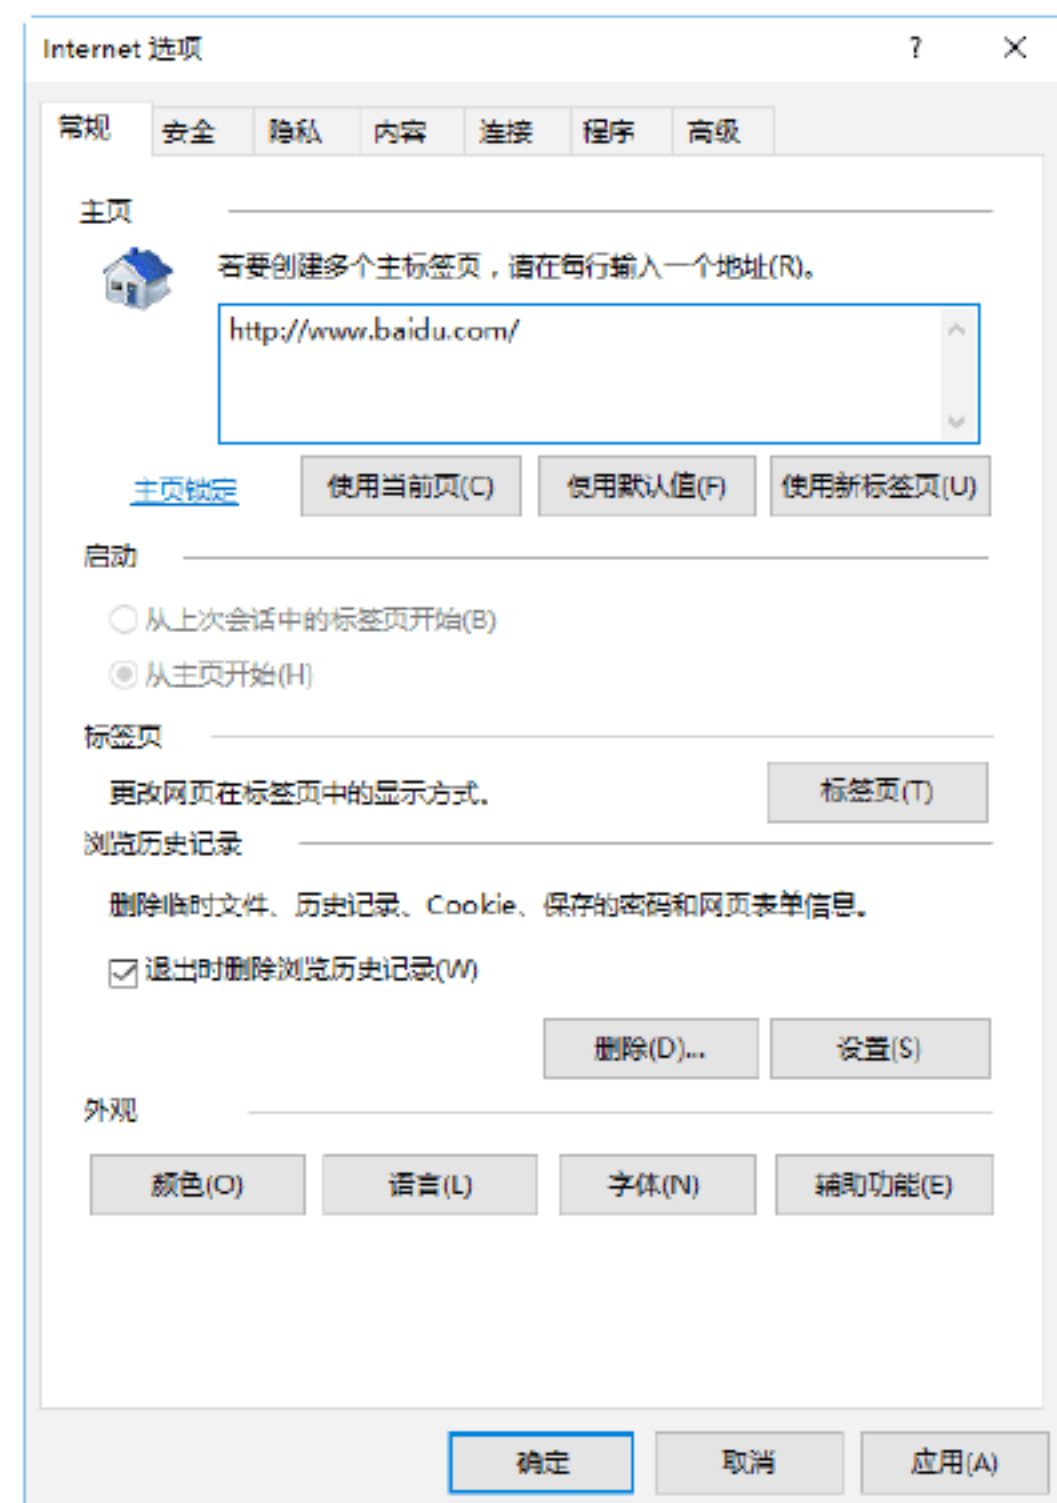 Internet 选项 ?
常规 安全 隐私 内容 连接 程序 高级
主页
若要创建多个主标签页，请在每行输入一个地址(R)。
http://www.baidu.com/
主页锁定 使用当前页(C) 使用默认值(F) 使用新标签页(U)
启动
从上次会话中的标签页开始(B)
从主页开始(H)
标签页
更改网页在标签页中的显示方式。 标签页(T)
浏览历史记录
删除临时文件、历史记录、Cookie、保存的密码和网页表单信息。
退出时删除浏览历史记录(W)
删除(D)... 设置(S)
外观
颜色(O) 语言(L) 字体(N) 辅助功能(E)
确定 取消 应用(A)